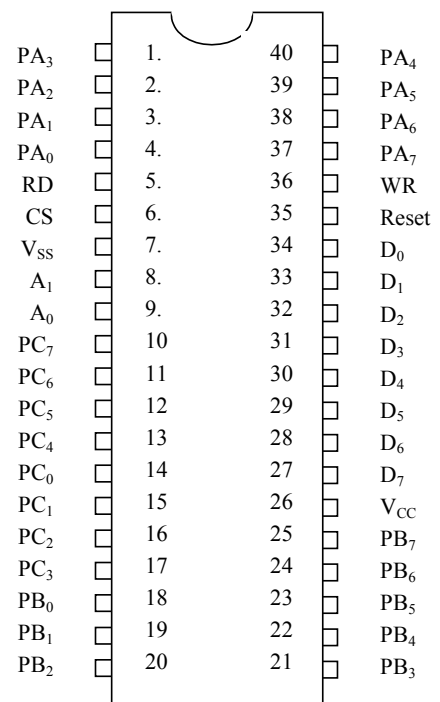 PA₃ 1. 40 PA₄
PA₂ 2. 39 PA₅
PA₁ 3. 38 PA₆
PA₀ 4. 37 PA₇
RD 5. 36 WR
CS 6. 35 Reset
V_SS 7. 34 D₀
A₁ 8. 33 D₁
A₀ 9. 32 D₂
PC₇ 10 31 D₃
PC₆ 11 30 D₄
PC₅ 12 29 D₅
PC₄ 13 28 D₆
PC₀ 14 27 D₇
PC₁ 15 26 V_CC
PC₂ 16 25 PB₇
PC₃ 17 24 PB₆
PB₀ 18 23 PB₅
PB₁ 19 22 PB₄
PB₂ 20 21 PB₃